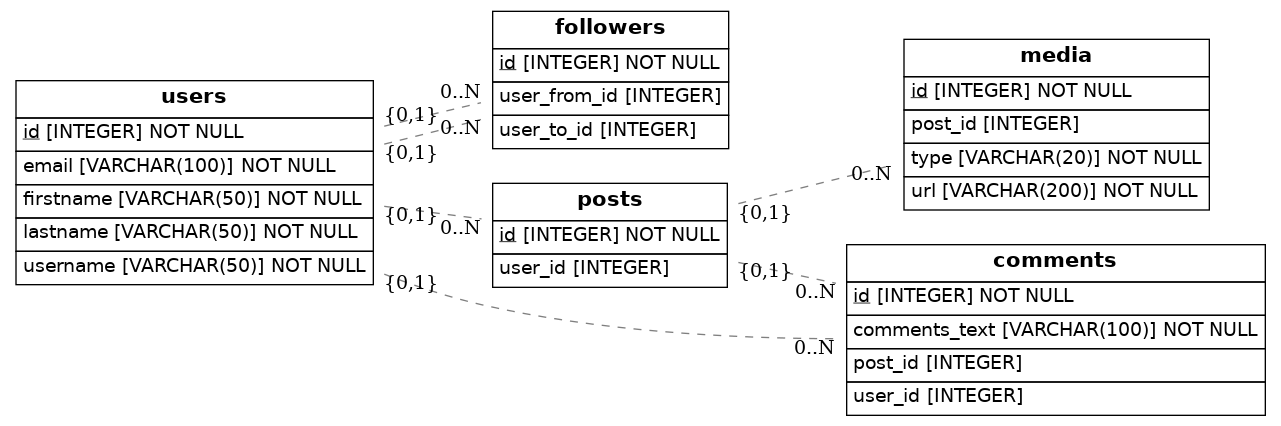 users
id [INTEGER] NOT NULL
email [VARCHAR(100)] NOT NULL
firstname [VARCHAR(50)] NOT NULL
lastname [VARCHAR(50)] NOT NULL
username [VARCHAR(50)] NOT NULL
{0,1}
0..N
{0,1}
0..N
{0,1}
0..N
{0,1}
0..N
followers
id [INTEGER] NOT NULL
user_from_id [INTEGER]
user_to_id [INTEGER]
posts
id [INTEGER] NOT NULL
user_id [INTEGER]
{0,1}
0..N
{0,1}
0..N
media
id [INTEGER] NOT NULL
post_id [INTEGER]
type [VARCHAR(20)] NOT NULL
url [VARCHAR(200)] NOT NULL
comments
id [INTEGER] NOT NULL
comments_text [VARCHAR(100)] NOT NULL
post_id [INTEGER]
user_id [INTEGER]